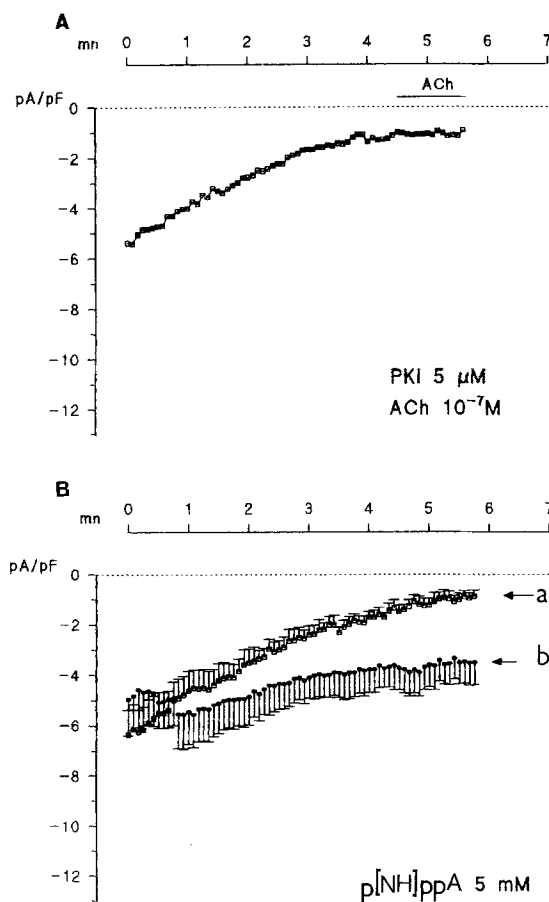 A
mn
0 1 2 3 4 5 6 7
ACh
pA/pF
0
-2
-4
-6
-8
-10
-12
PKI 5 µM
ACh 10⁻⁷M
B
mn
0 1 2 3 4 5 6 7
pA/pF
0
-2
-4
-6
-8
-10
-12
a
b
p[NH]ppA 5 mM